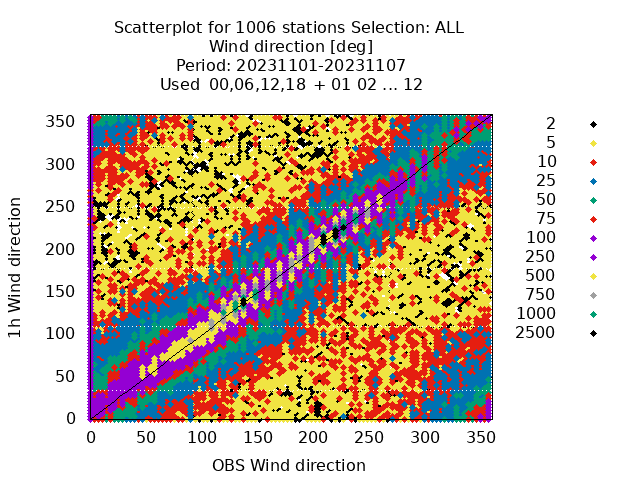 Scatterplot for 1006 stations Selection: ALL
Wind direction [deg]
Period: 20231101-20231107
Used 00,06,12,18 + 01 02 ... 12
350
300
250
200
150
100
50
0
1h Wind direction
0 50 100 150 200 250 300 350
OBS Wind direction
2
5
10
25
50
75
100
250
500
750
1000
2500